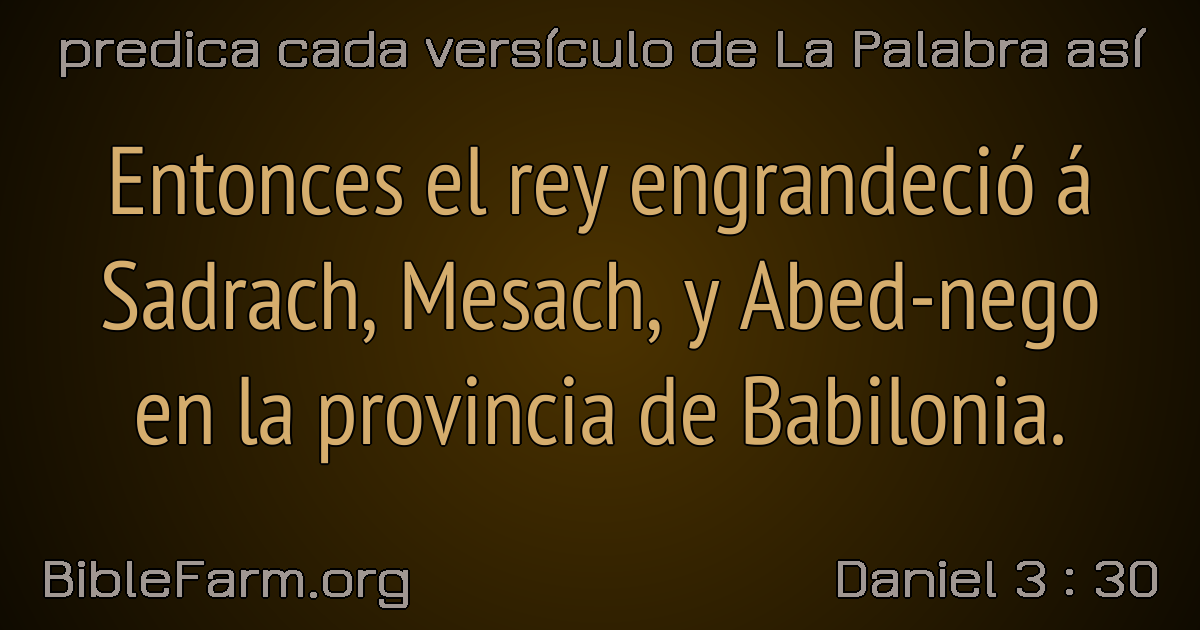 predica cada versículo de La Palabra así
Entonces el rey engrandeció á
Sadrach, Mesach, y Abed-nego
en la provincia de Babilonia.
BibleFarm.org
Daniel 3 : 30